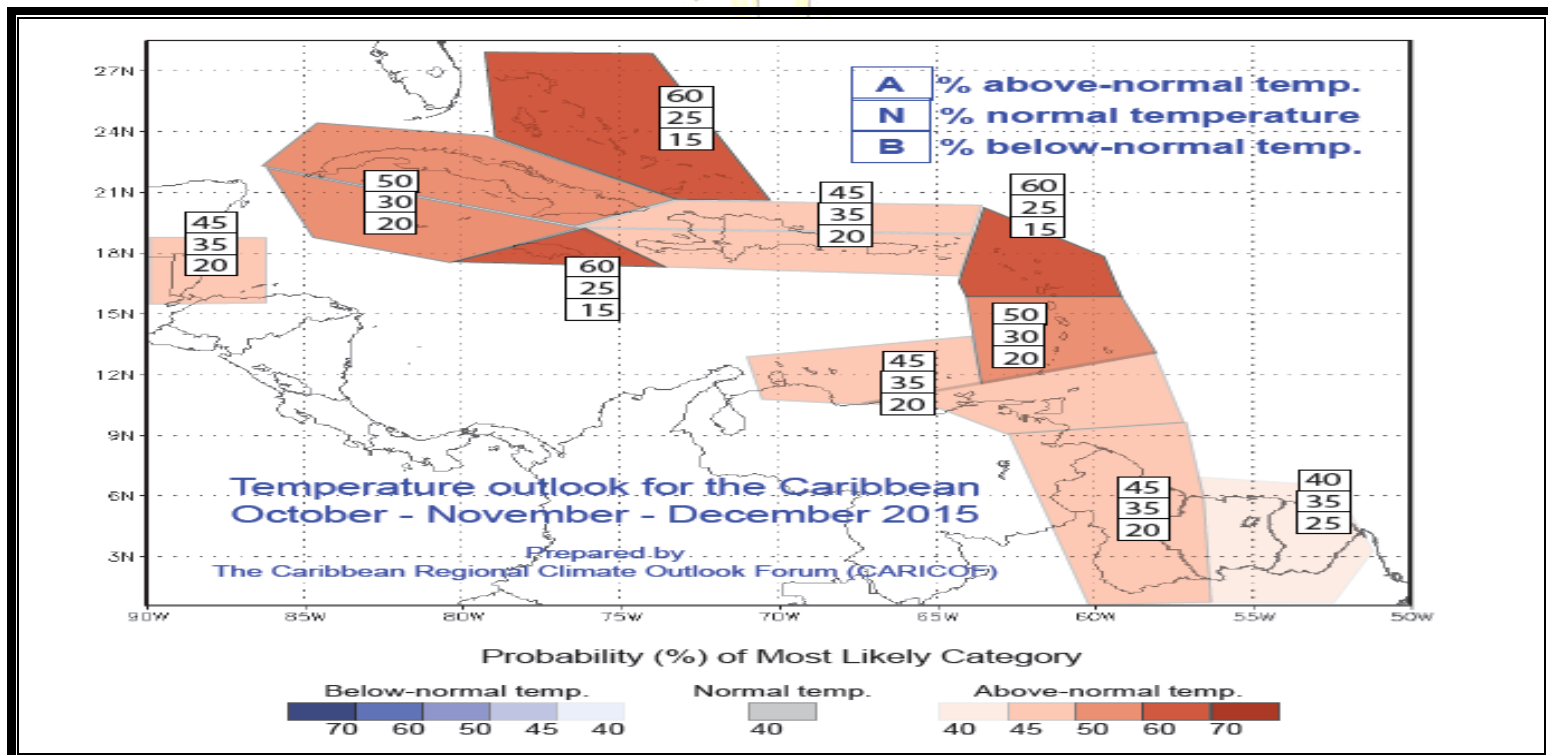 27N
24N
21N
18N
15N
12N
9N
6N
3N
A % above-normal temp.
N % normal temperature
B % below-normal temp.
60
25
15
50
30
20
45
35
20
45
35
20
60
25
15
60
25
15
50
30
20
45
35
20
45
35
20
40
35
25
Temperature outlook for the Caribbean
October - November - December 2015
Prepared by
The Caribbean Regional Climate Outlook Forum (CARICOF)
90W 85W 80W 75W 70W 65W 60W 55W 50W
Probability (%) of Most Likely Category
Below-normal temp. Normal temp. Above-normal temp.
70 60 50 45 40 40 40 45 50 60 70